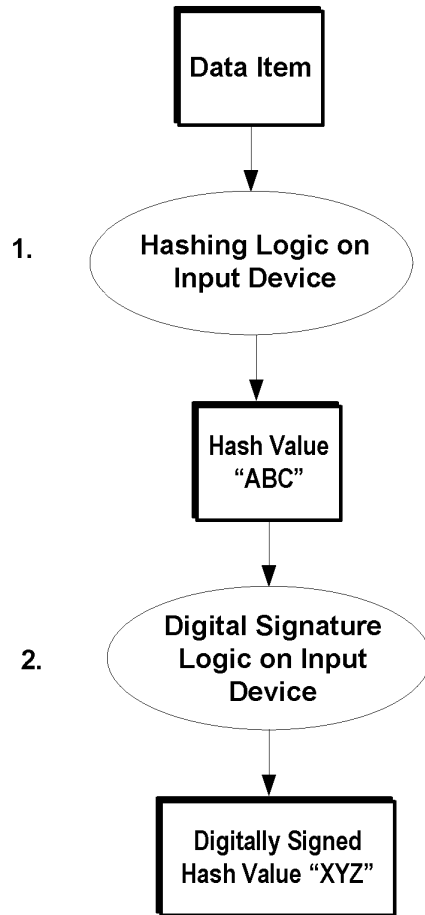 Data Item
1.
Hashing Logic on
Input Device
Hash Value
“ABC”
2.
Digital Signature
Logic on Input
Device
Digitally Signed
Hash Value “XYZ”